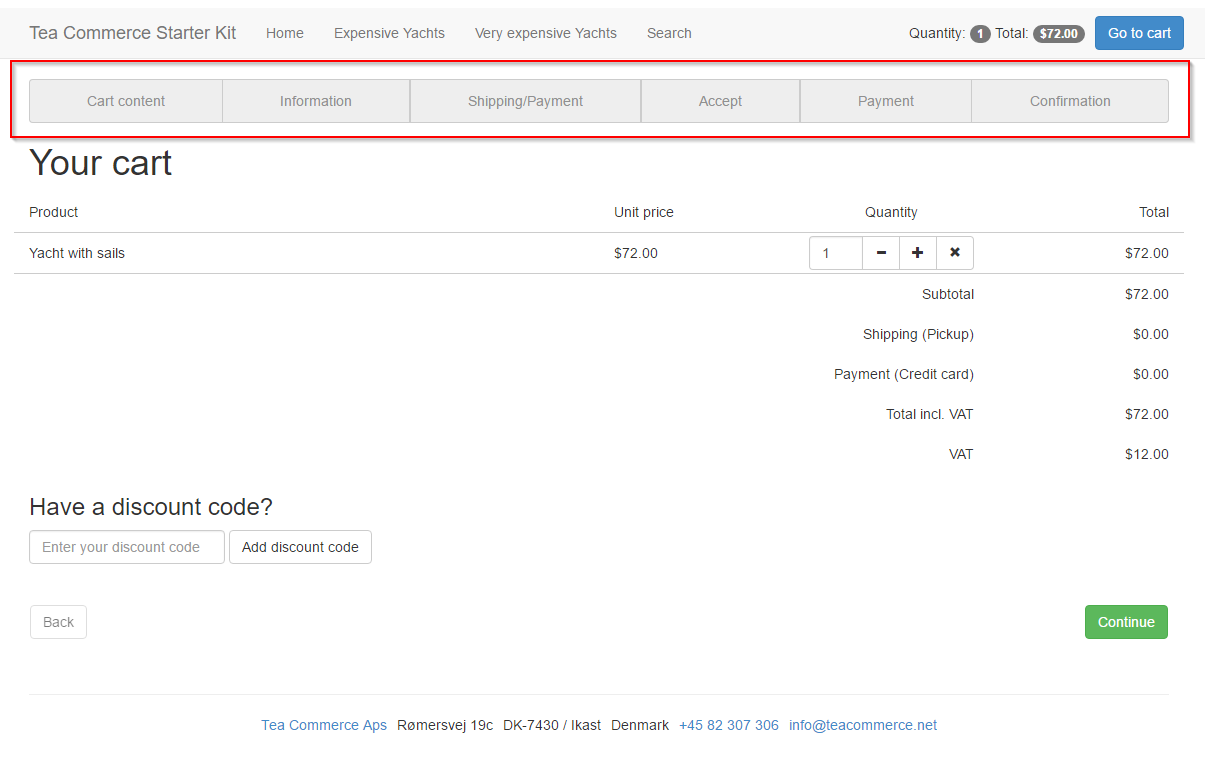 Tea Commerce Starter Kit Home Expensive Yachts Very expensive Yachts Search Quantity: 1 Total: $72.00 Go to cart
Cart content Information Shipping/Payment Accept Payment Confirmation
Your cart
Product Unit price Quantity Total
Yacht with sails $72.00 1 $72.00
Subtotal $72.00
Shipping (Pickup) $0.00
Payment (Credit card) $0.00
Total incl. VAT $72.00
VAT $12.00
Have a discount code?
Enter your discount code Add discount code
Back Continue
Tea Commerce Aps Rømersvej 19c DK-7430 / Ikast Denmark +45 82 307 306 info@teacommerce.net